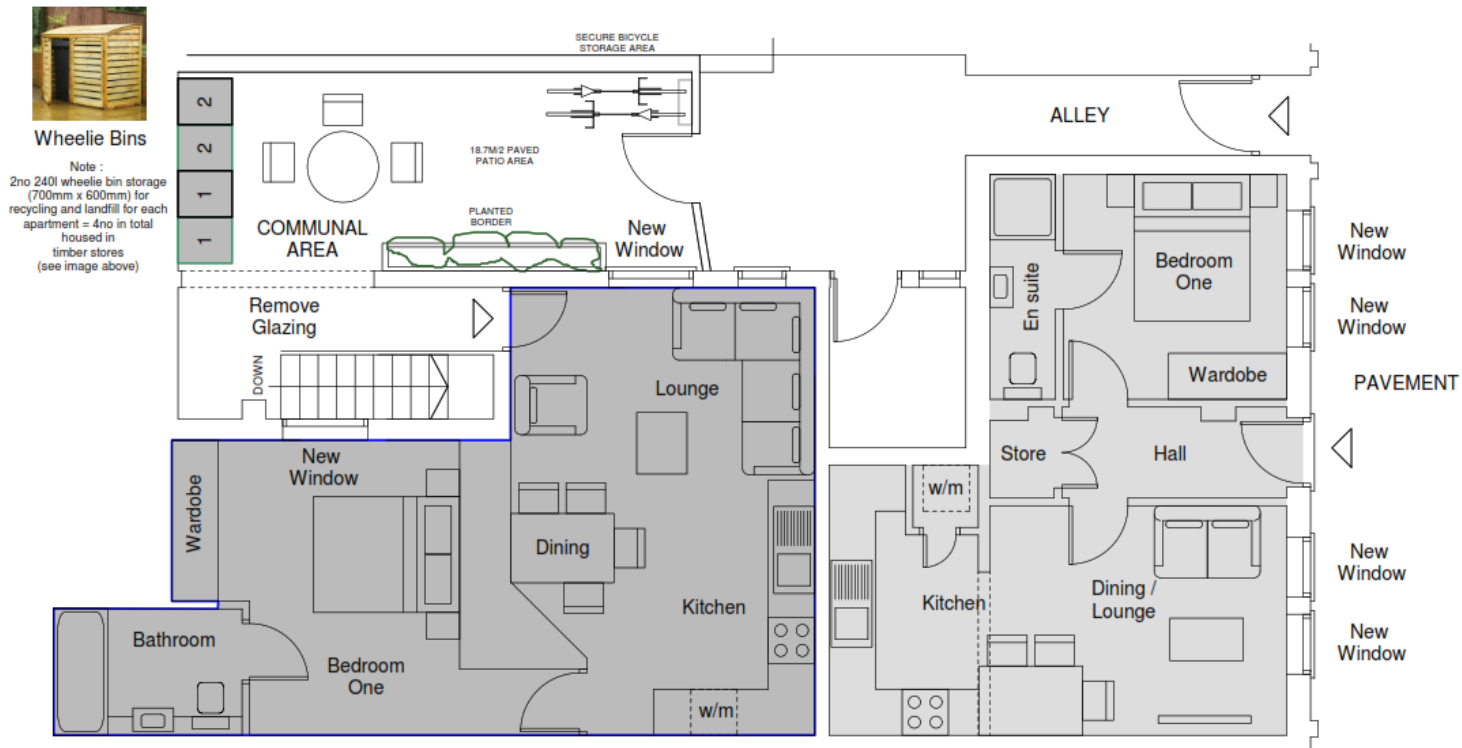 Wheelie Bins
Note :
2no 240l wheelie bin storage
(700mm x 600mm) for
recycling and landfill for each
apartment = 4no in total
housed in
timber stores
(see image above)
2
2
1
1
SECURE BICYCLE
STORAGE AREA
18.7M/2 PAVED
PATIO AREA
PLANTED
BORDER
COMMUNAL
AREA
New
Window
ALLEY
Remove
Glazing
DOWN
Lounge
New
Window
Wardobe
Dining
Kitchen
Bathroom
Bedroom
One
w/m
En suite
Bedroom
One
Wardobe
New
Window
New
Window
PAVEMENT
Store
Hall
w/m
Kitchen
Dining /
Lounge
New
Window
New
Window